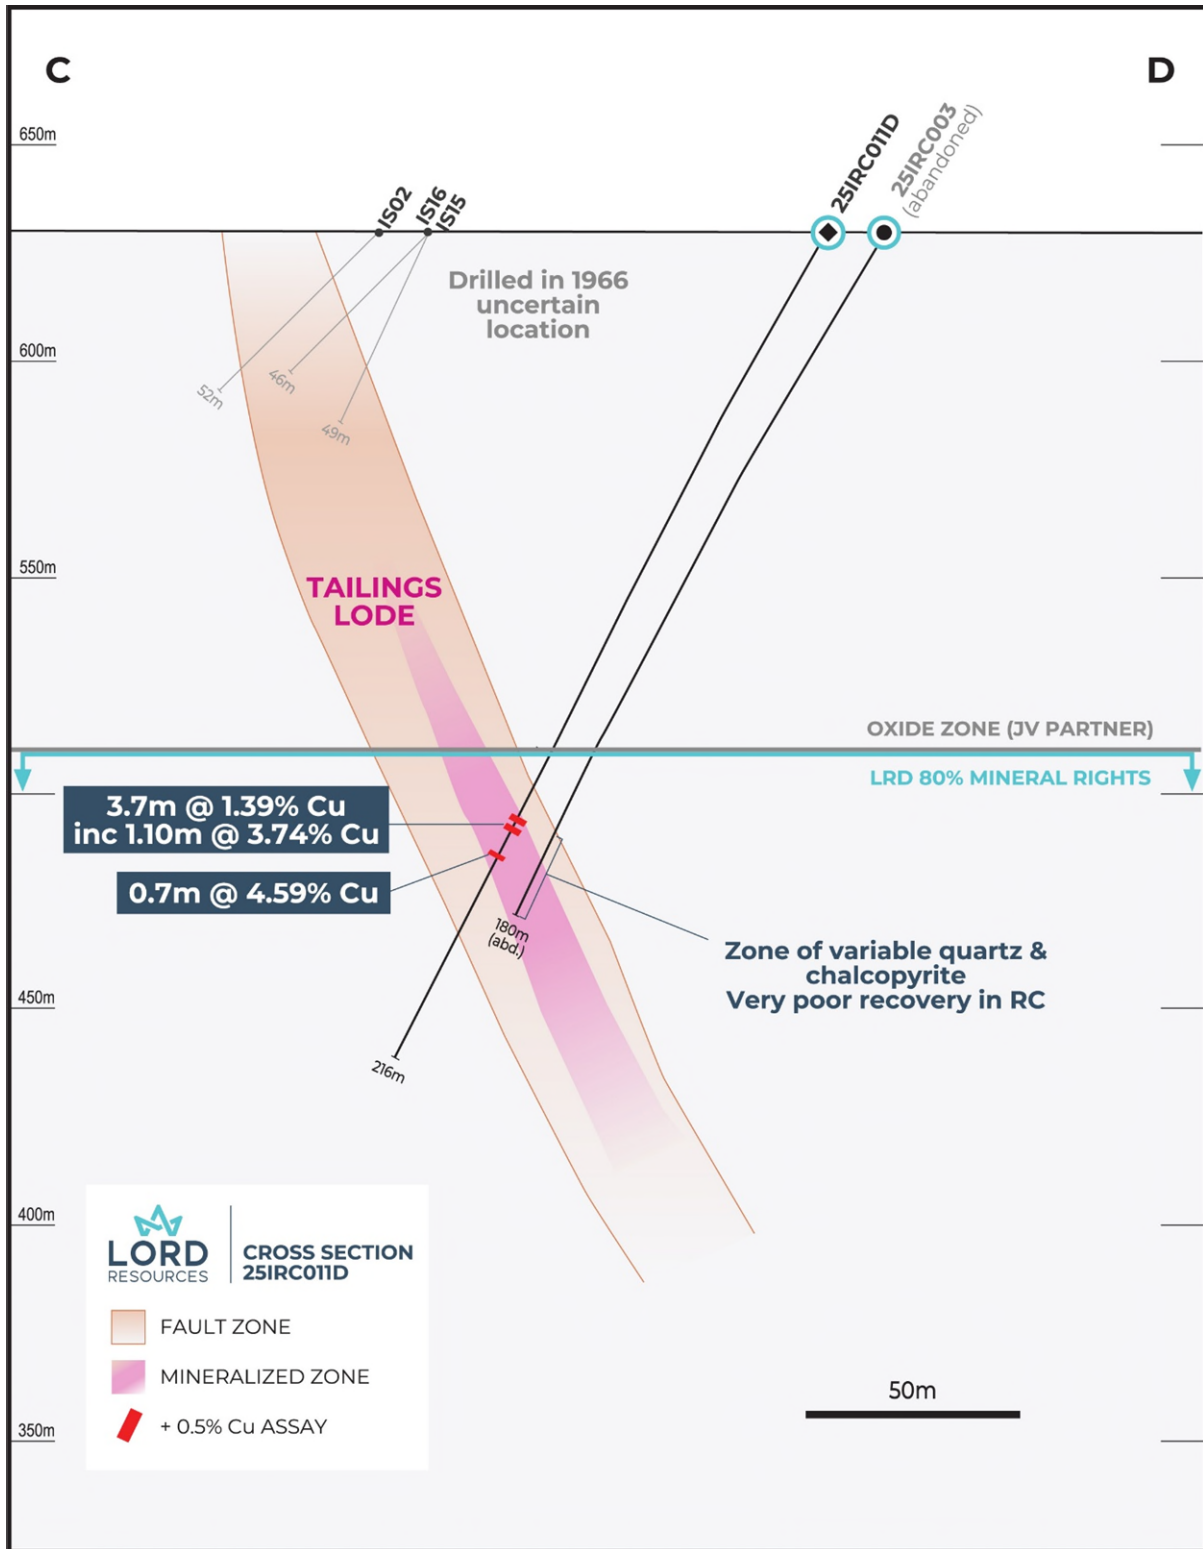 C
D
650m
600m
550m
450m
400m
350m
IS02
IS16
IS15
25IRC011D
25IRC003
(abandoned)
Drilled in 1966
uncertain
location
52m
46m
49m
TAILINGS
LODE
OXIDE ZONE (JV PARTNER)
LRD 80% MINERAL RIGHTS
3.7m @ 1.39% Cu
inc 1.10m @ 3.74% Cu
0.7m @ 4.59% Cu
180m
(abd.)
Zone of variable quartz &
chalcopyrite
Very poor recovery in RC
216m
LORD
RESOURCES
CROSS SECTION
25IRC011D
FAULT ZONE
MINERALIZED ZONE
+ 0.5% Cu ASSAY
50m